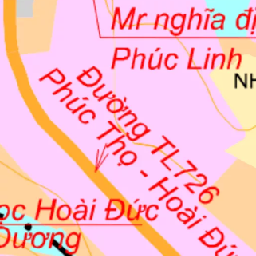 Mr nghĩa đị
Phúc Linh
NH
Đường TL726
Phúc Thọ - Hoài Đứ
ọc Hoài Đức
Dương